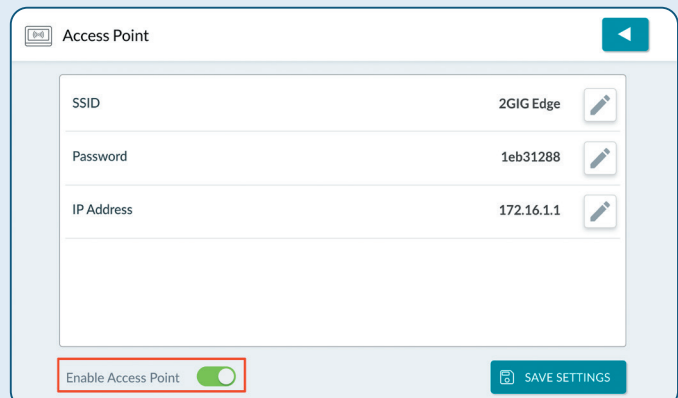 Access Point
SSID 2GIG Edge
Password 1eb31288
IP Address 172.16.1.1
Enable Access Point
SAVE SETTINGS